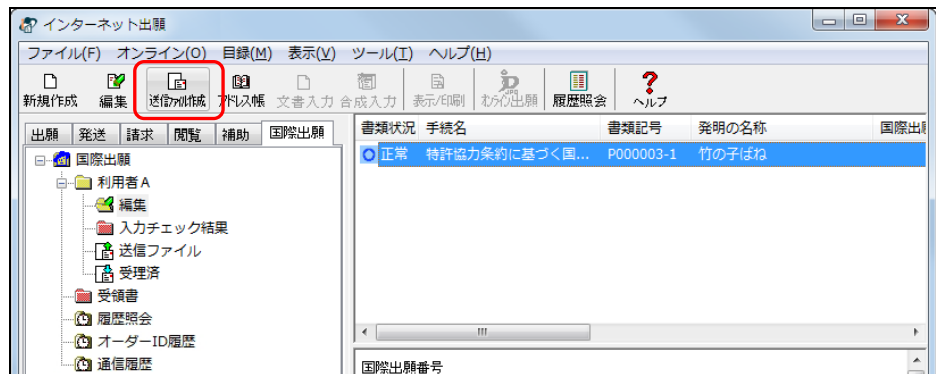 インターネット出願
ファイル(F) オンライン(O) 目録(M) 表示(V) ツール(T) ヘルプ(H)
新規作成 編集 送信ファイル作成 アドレス帳 文書入力 合成入力 表示/印刷 オンライン出願 履歴照会 ヘルプ
出願 発送 請求 閲覧 補助 国際出願
書類状況 手続名 書類記号 発明の名称 国際出
正常 特許協力条約に基づく国... P000003-1 竹の子ばね
国際出願
利用者A
編集
入力チェック結果
送信ファイル
受理済
受領書
履歴照会
オーダーID履歴
通信履歴
国際出願番号